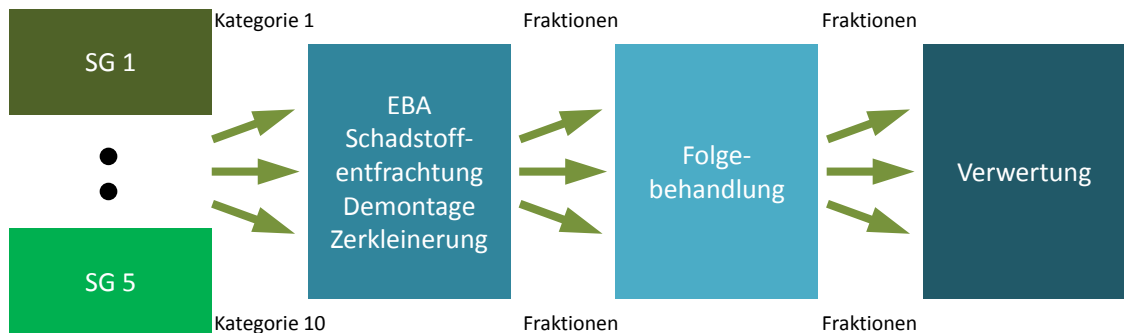 Kategorie 1
Fraktionen
Fraktionen
SG 1
EBA
Schadstoff-
entfrachtung
Demontage
Zerkleinerung
Folge-
behandlung
Verwertung
SG 5
Kategorie 10
Fraktionen
Fraktionen